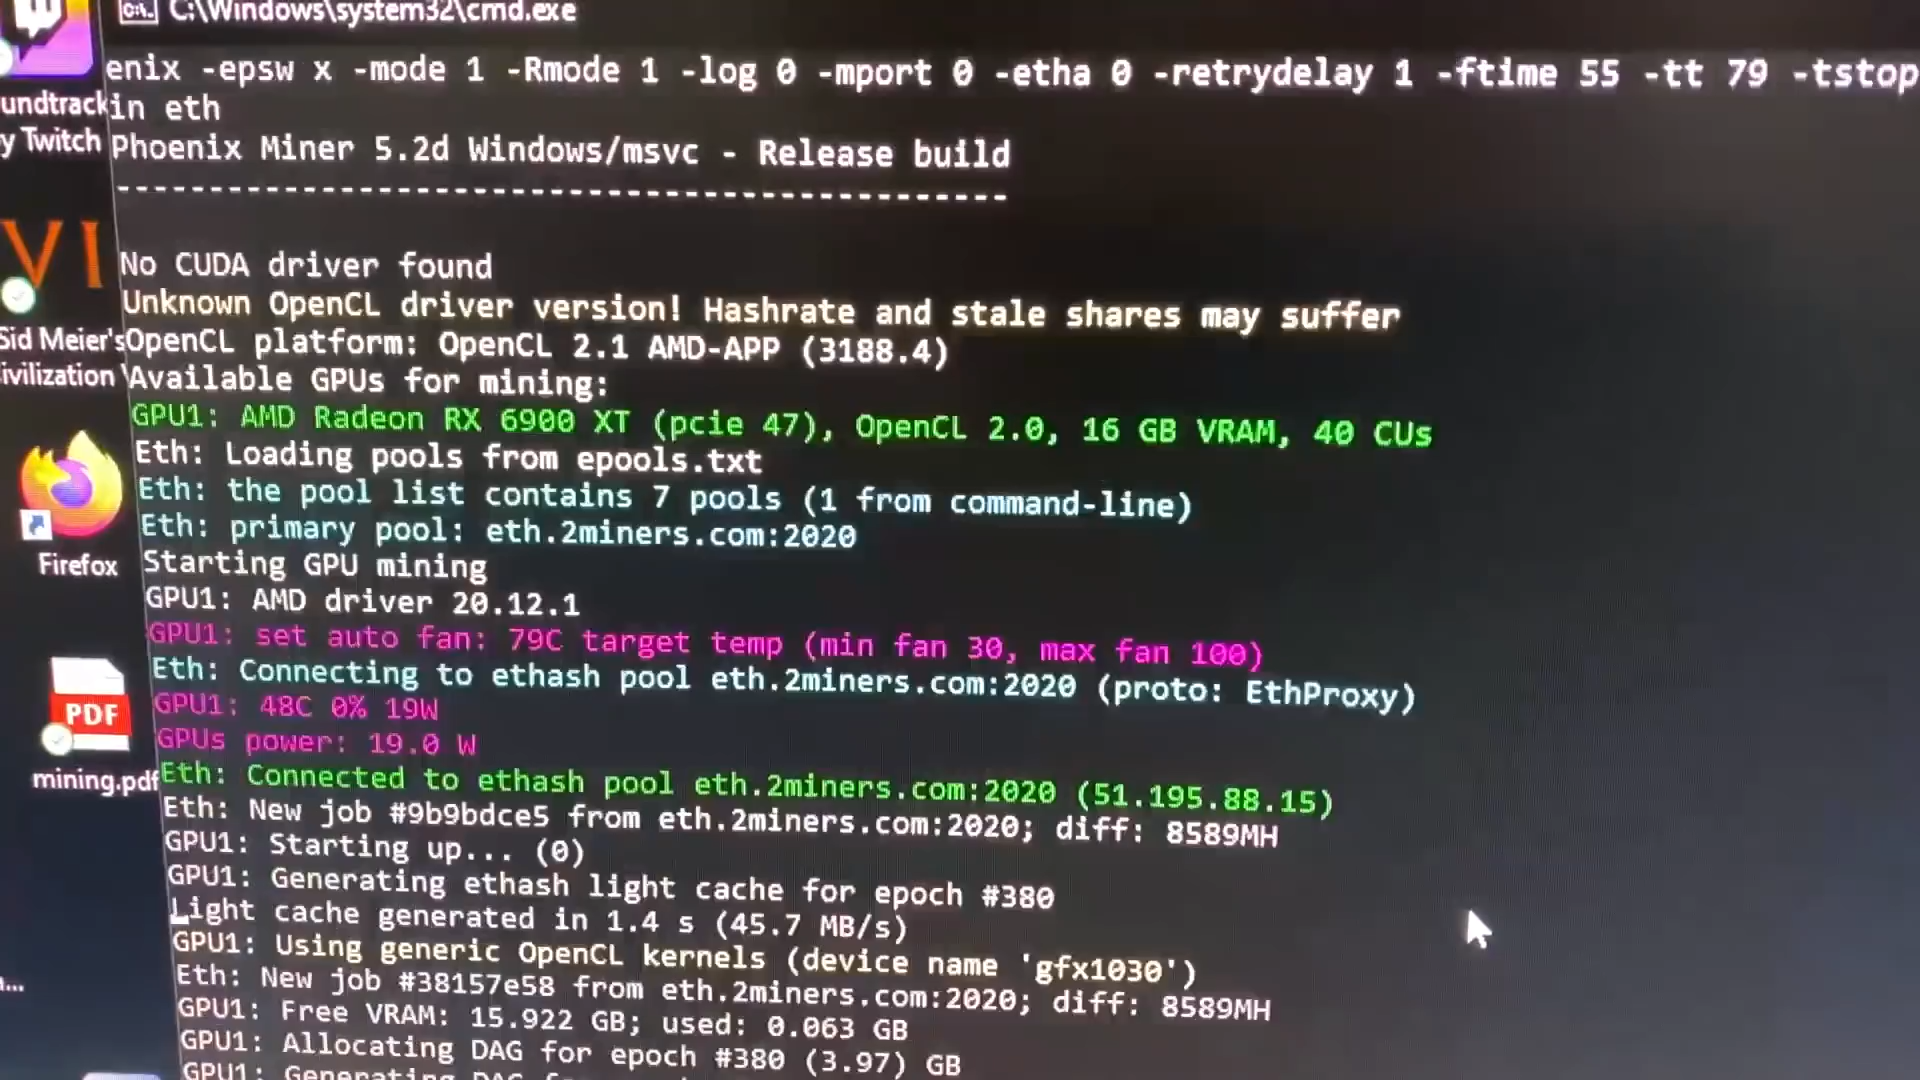 C:\Windows\system32\cmd.exe
enix -epsw x -mode 1 -Rmode 1 -log 0 -mport 0 -etha 0 -retrydelay 1 -ftime 55 -tt 79 -tstop
in eth
Phoenix Miner 5.2d Windows/msvc - Release build
-------------------------------------------------
No CUDA driver found
Unknown OpenCL driver version! Hashrate and stale shares may suffer
OpenCL platform: OpenCL 2.1 AMD-APP (3188.4)
Available GPUs for mining:
GPU1: AMD Radeon RX 6900 XT (pcie 47), OpenCL 2.0, 16 GB VRAM, 40 CUs
Eth: Loading pools from epools.txt
Eth: the pool list contains 7 pools (1 from command-line)
Eth: primary pool: eth.2miners.com:2020
Starting GPU mining
GPU1: AMD driver 20.12.1
GPU1: set auto fan: 79C target temp (min fan 30, max fan 100)
Eth: Connecting to ethash pool eth.2miners.com:2020 (proto: EthProxy)
GPU1: 48C 0% 19W
GPUs power: 19.0 W
Eth: Connected to ethash pool eth.2miners.com:2020 (51.195.88.15)
Eth: New job #9b9bdce5 from eth.2miners.com:2020; diff: 8589MH
GPU1: Starting up... (0)
GPU1: Generating ethash light cache for epoch #380
Light cache generated in 1.4 s (45.7 MB/s)
GPU1: Using generic OpenCL kernels (device name 'gfx1030')
Eth: New job #38157e58 from eth.2miners.com:2020; diff: 8589MH
GPU1: Free VRAM: 15.922 GB; used: 0.063 GB
GPU1: Allocating DAG for epoch #380 (3.97) GB
GPU1: Generating DAG for
undtrack
y Twitch
VI
Sid Meier's
ivilization
Firefox
PDF
mining.pdf